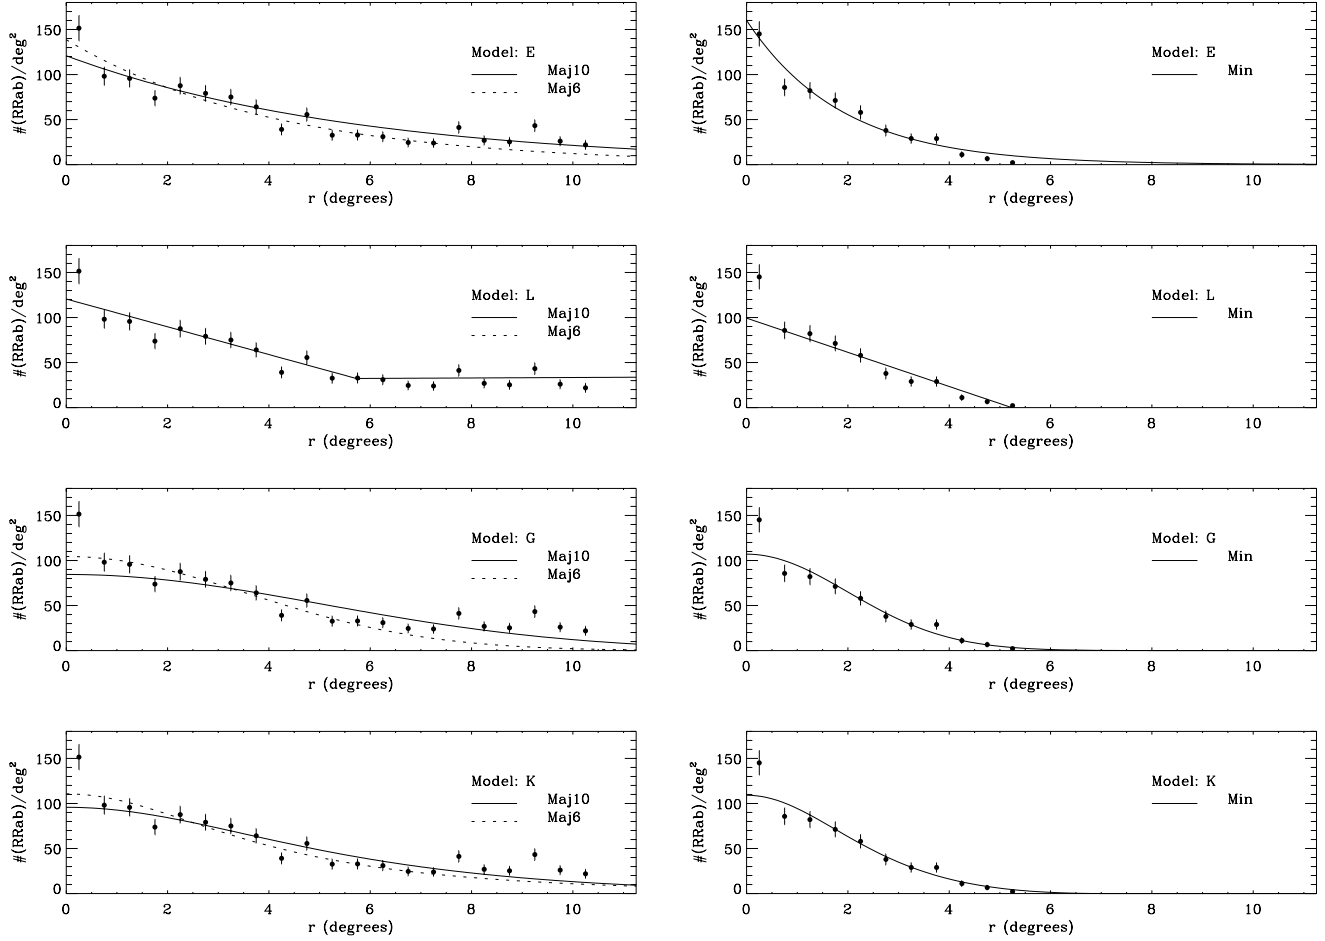 #(RRab)/deg²
150
100
50
0
Model: E
Maj10
Maj6
0 2 4 6 8 10
r (degrees)
#(RRab)/deg²
150
100
50
0
Model: E
Min
0 2 4 6 8 10
r (degrees)
#(RRab)/deg²
150
100
50
0
Model: L
Maj10
Maj6
0 2 4 6 8 10
r (degrees)
#(RRab)/deg²
150
100
50
0
Model: L
Min
0 2 4 6 8 10
r (degrees)
#(RRab)/deg²
150
100
50
0
Model: G
Maj10
Maj6
0 2 4 6 8 10
r (degrees)
#(RRab)/deg²
150
100
50
0
Model: G
Min
0 2 4 6 8 10
r (degrees)
#(RRab)/deg²
150
100
50
0
Model: K
Maj10
Maj6
0 2 4 6 8 10
r (degrees)
#(RRab)/deg²
150
100
50
0
Model: K
Min
0 2 4 6 8 10
r (degrees)